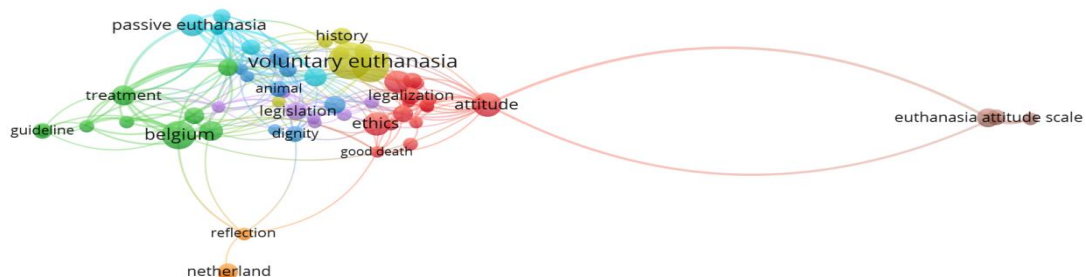 passive euthanasia
history
voluntary euthanasia
treatment
animal
legalization
legislation
attitude
guideline
belgium
dignity
ethics
euthanasia attitude scale
good death
reflection
netherland